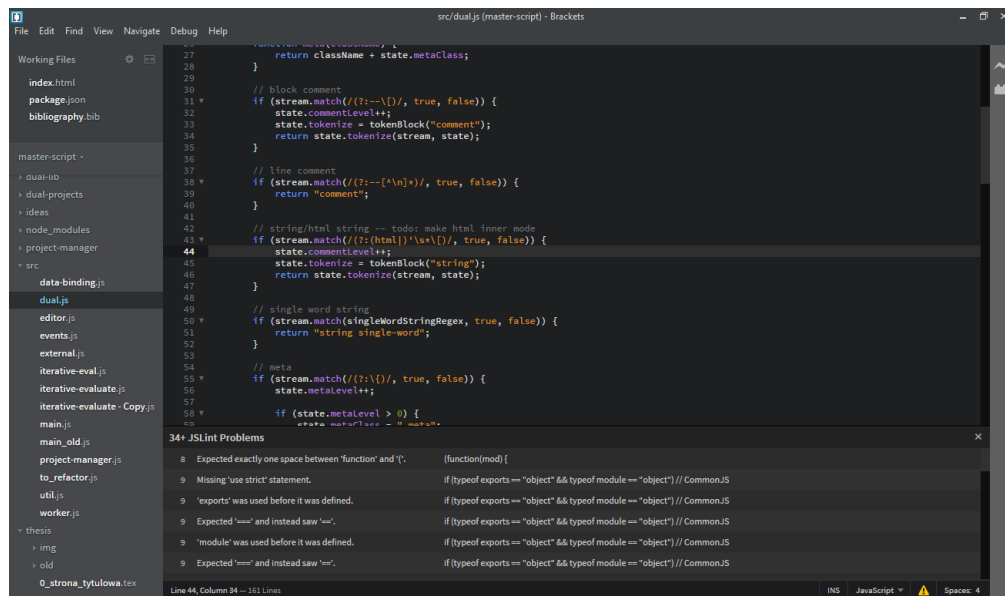 src/dual.js (master-script) - Brackets
File Edit Find View Navigate Debug Help
Working Files
index.html
package.json
bibliography.bib
master-script
dual-lib
dual-projects
ideas
node_modules
project-manager
src
data-binding.js
dual.js
editor.js
events.js
external.js
iterative-eval.js
iterative-evaluate.js
iterative-evaluate - Copy.js
main.js
main_old.js
project-manager.js
to_refactor.js
util.js
worker.js
thesis
img
old
0_strona_tytulowa.tex
26 function meta(className) {
27 return className + state.metaClass;
28 }
29
30 // block comment
31 if (stream.match(/(?:--\[)/, true, false)) {
32 state.commentLevel++;
33 state.tokenize = tokenBlock("comment");
34 return state.tokenize(stream, state);
35 }
36
37 // line comment
38 if (stream.match(/(?:--[^\n]*)/, true, false)) {
39 return "comment";
40 }
41
42 // string/html string -- todo: make html inner mode
43 if (stream.match(/(?:(html|)'\s*\[)/, true, false)) {
44 state.commentLevel++;
45 state.tokenize = tokenBlock("string");
46 return state.tokenize(stream, state);
47 }
48
49 // single word string
50 if (stream.match(singleWordStringRegex, true, false)) {
51 return "string single-word";
52 }
53
54 // meta
55 if (stream.match(/(?:\{)/, true, false)) {
56 state.metaLevel++;
57
58 if (state.metaLevel > 0) {
59 state.metaClass = " meta";
34+ JSLint Problems
8 Expected exactly one space between 'function' and '('. (function(mod) {
9 Missing 'use strict' statement. if (typeof exports == "object" && typeof module == "object") // CommonJS
9 'exports' was used before it was defined. if (typeof exports == "object" && typeof module == "object") // CommonJS
9 Expected '===' and instead saw '=='. if (typeof exports == "object" && typeof module == "object") // CommonJS
9 'module' was used before it was defined. if (typeof exports == "object" && typeof module == "object") // CommonJS
9 Expected '===' and instead saw '=='. if (typeof exports == "object" && typeof module == "object") // CommonJS
Line 44, Column 34 — 161 Lines INS JavaScript Spaces: 4